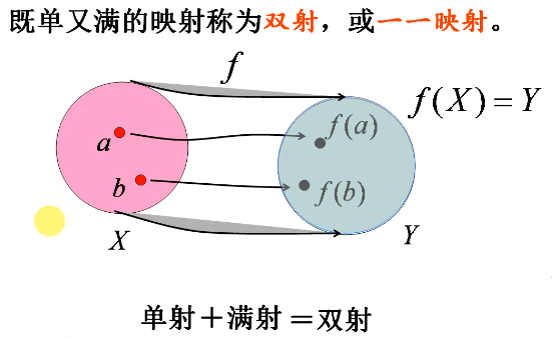 既单又满的映射称为双射，或一一映射。
f
f(X)=Y
a
f(a)
b
f(b)
X
Y
单射＋满射＝双射